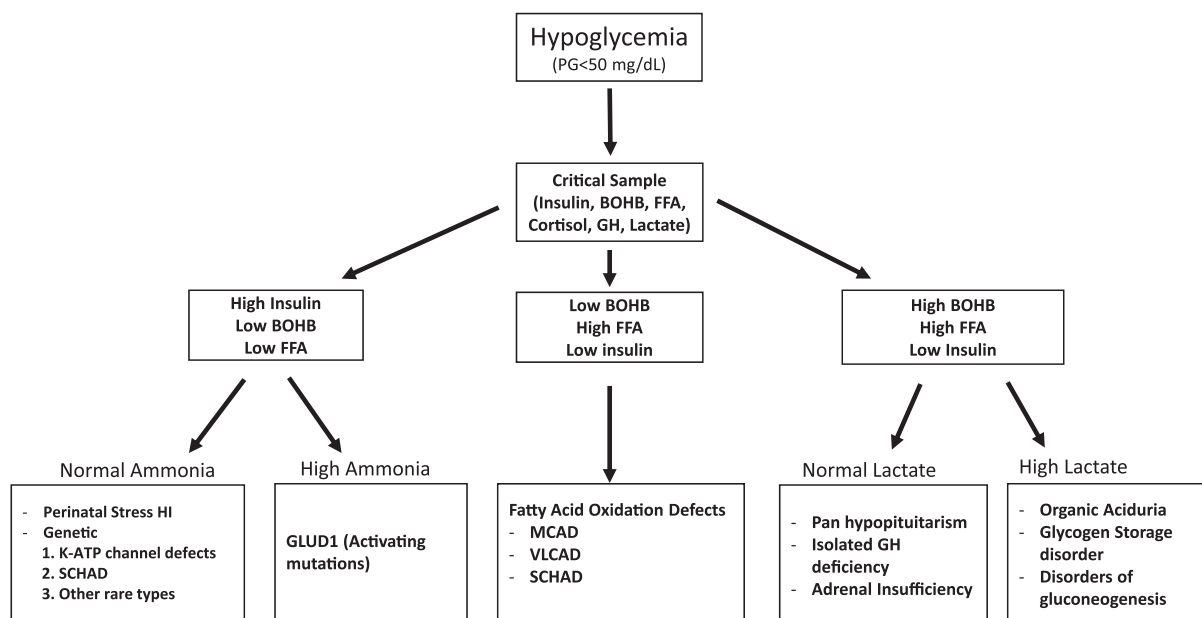 Hypoglycemia
(PG<50 mg/dL)
Critical Sample
(Insulin, BOHB, FFA,
Cortisol, GH, Lactate)
High Insulin
Low BOHB
Low FFA
Low BOHB
High FFA
Low insulin
High BOHB
High FFA
Low Insulin
Normal Ammonia
- Perinatal Stress HI
- Genetic
1. K-ATP channel defects
2. SCHAD
3. Other rare types
High Ammonia
GLUD1 (Activating
mutations)
Fatty Acid Oxidation Defects
- MCAD
- VLCAD
- SCHAD
Normal Lactate
- Pan hypopituitarism
- Isolated GH
deficiency
- Adrenal Insufficiency
High Lactate
- Organic Aciduria
- Glycogen Storage
disorder
- Disorders of
gluconeogenesis